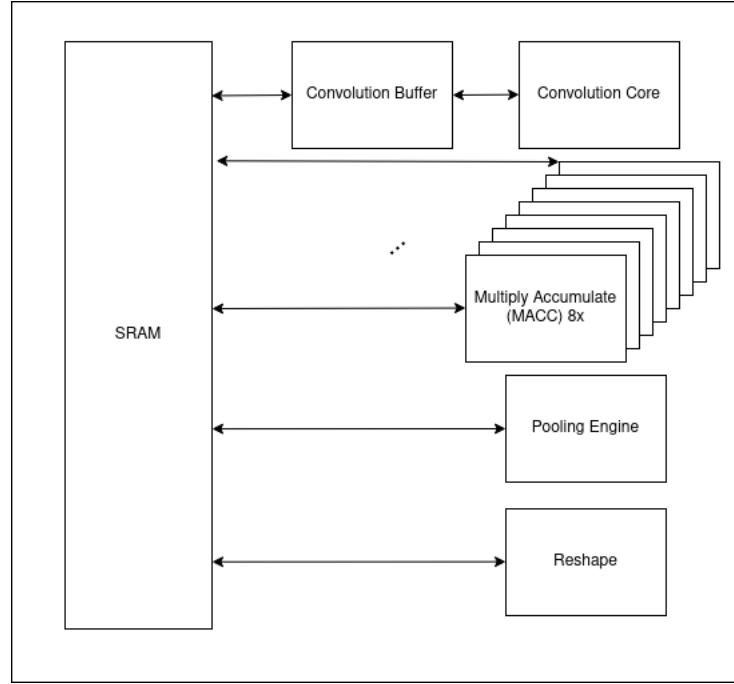 Convolution Buffer
Convolution Core
SRAM
Multiply Accumulate
(MACC) 8x
Pooling Engine
Reshape